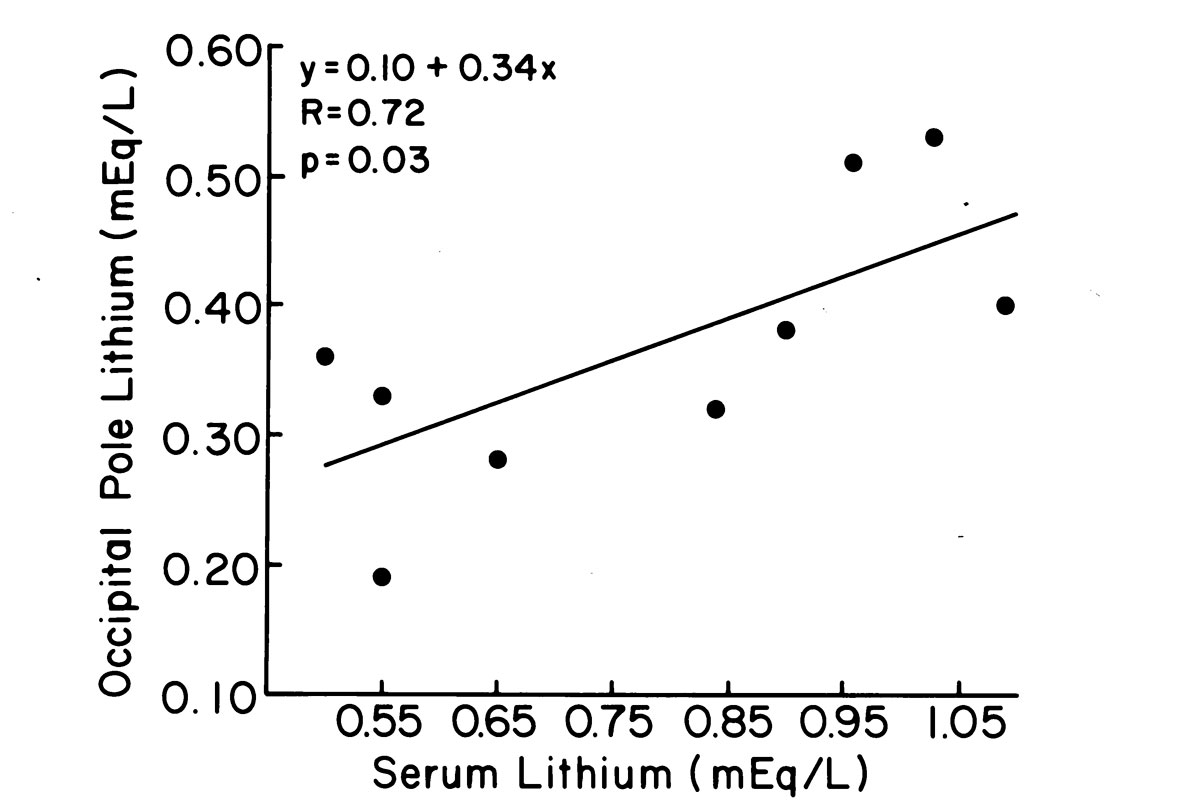 y=0.10 + 0.34x
R=0.72
p=0.03
0.60
0.50
0.40
0.30
0.20
0.10
Occipital Pole Lithium (mEq/L)
0.55 0.65 0.75 0.85 0.95 1.05
Serum Lithium (mEq/L)